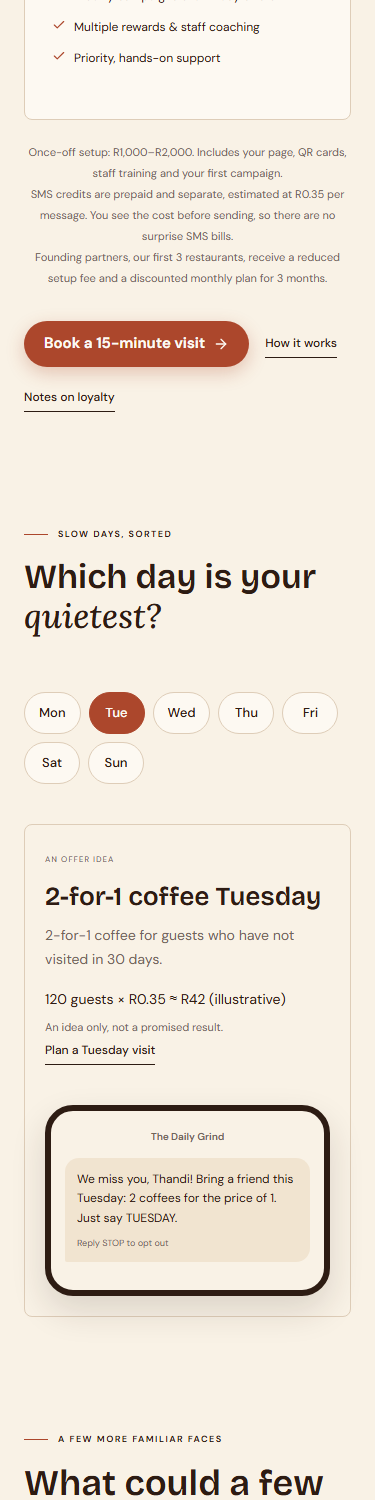 Multiple rewards & staff coaching
Priority, hands-on support
Once-off setup: R1,000–R2,000. Includes your page, QR cards,
staff training and your first campaign.
SMS credits are prepaid and separate, estimated at R0.35 per
message. You see the cost before sending, so there are no
surprise SMS bills.
Founding partners, our first 3 restaurants, receive a reduced
setup fee and a discounted monthly plan for 3 months.
Book a 15-minute visit →
How it works
Notes on loyalty
SLOW DAYS, SORTED
Which day is your
quietest?
Mon Tue Wed Thu Fri
Sat Sun
AN OFFER IDEA
2-for-1 coffee Tuesday
2-for-1 coffee for guests who have not
visited in 30 days.
120 guests × R0.35 ≈ R42 (illustrative)
An idea only, not a promised result.
Plan a Tuesday visit
The Daily Grind
We miss you, Thandi! Bring a friend this
Tuesday: 2 coffees for the price of 1.
Just say TUESDAY.
Reply STOP to opt out
A FEW MORE FAMILIAR FACES
What could a few